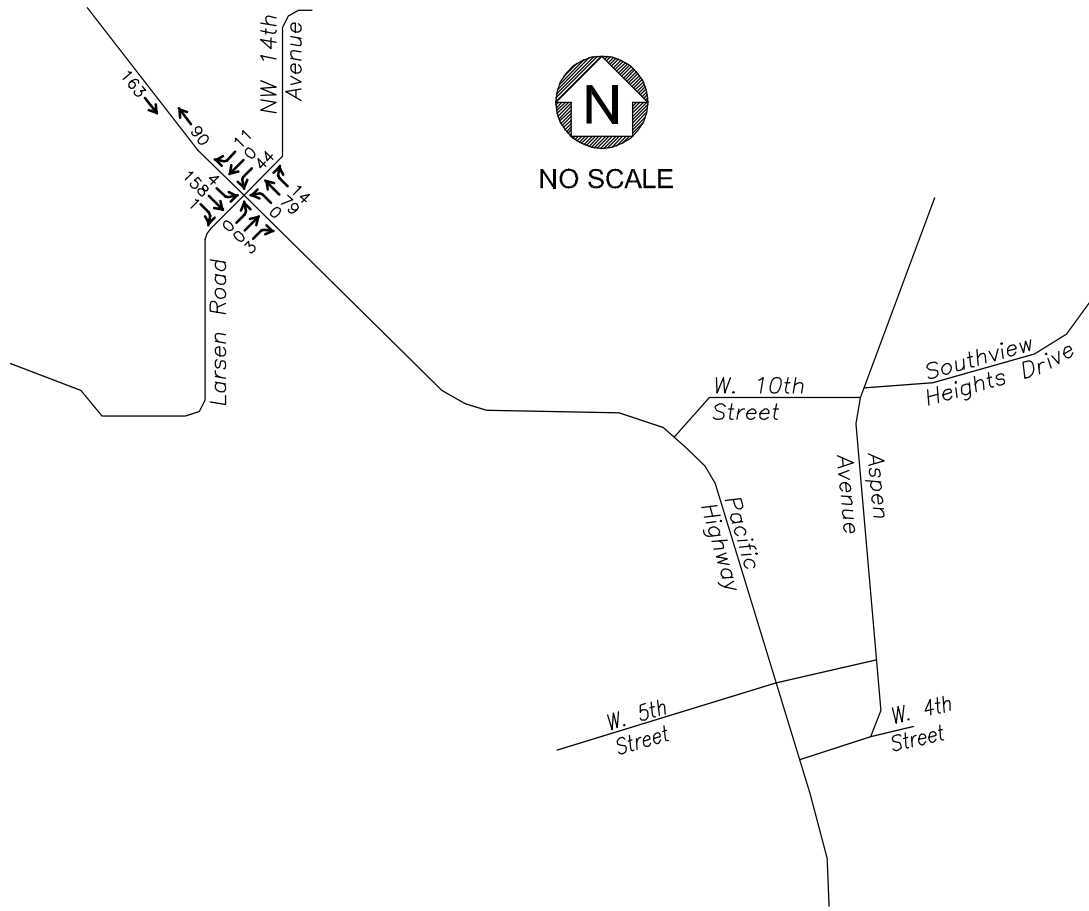 NW 14th
Avenue
N
NO SCALE
163
90
11
0
44
4
158
1
14
79
0
0
0
3
Larsen Road
W. 10th
Street
Southview
Heights Drive
Aspen
Avenue
Pacific
Highway
W. 5th
Street
W. 4th
Street